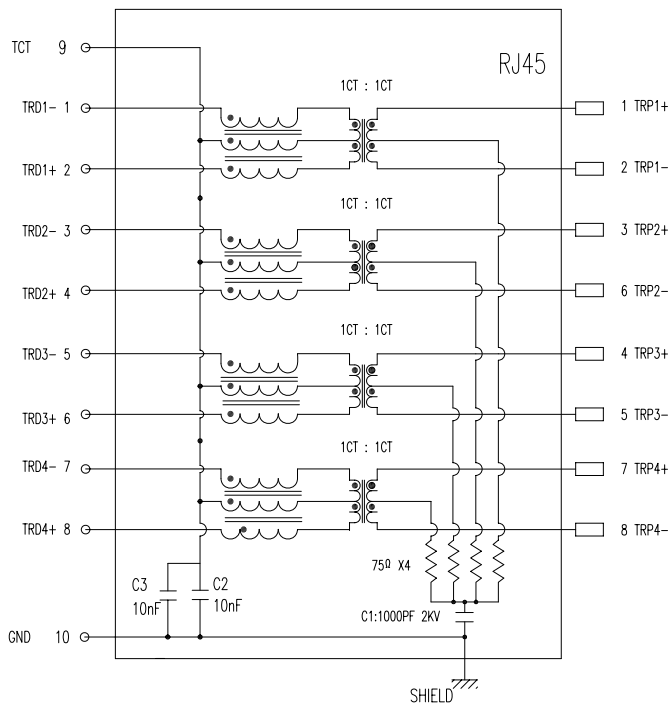 TCT 9
RJ45
1CT : 1CT
TRD1- 1
1 TRP1+
TRD1+ 2
2 TRP1-
1CT : 1CT
TRD2- 3
3 TRP2+
TRD2+ 4
6 TRP2-
1CT : 1CT
TRD3- 5
4 TRP3+
TRD3+ 6
5 TRP3-
1CT : 1CT
TRD4- 7
7 TRP4+
TRD4+ 8
8 TRP4-
75Ω X4
C3
10nF
C2
10nF
C1:1000PF 2KV
GND 10
SHIELD